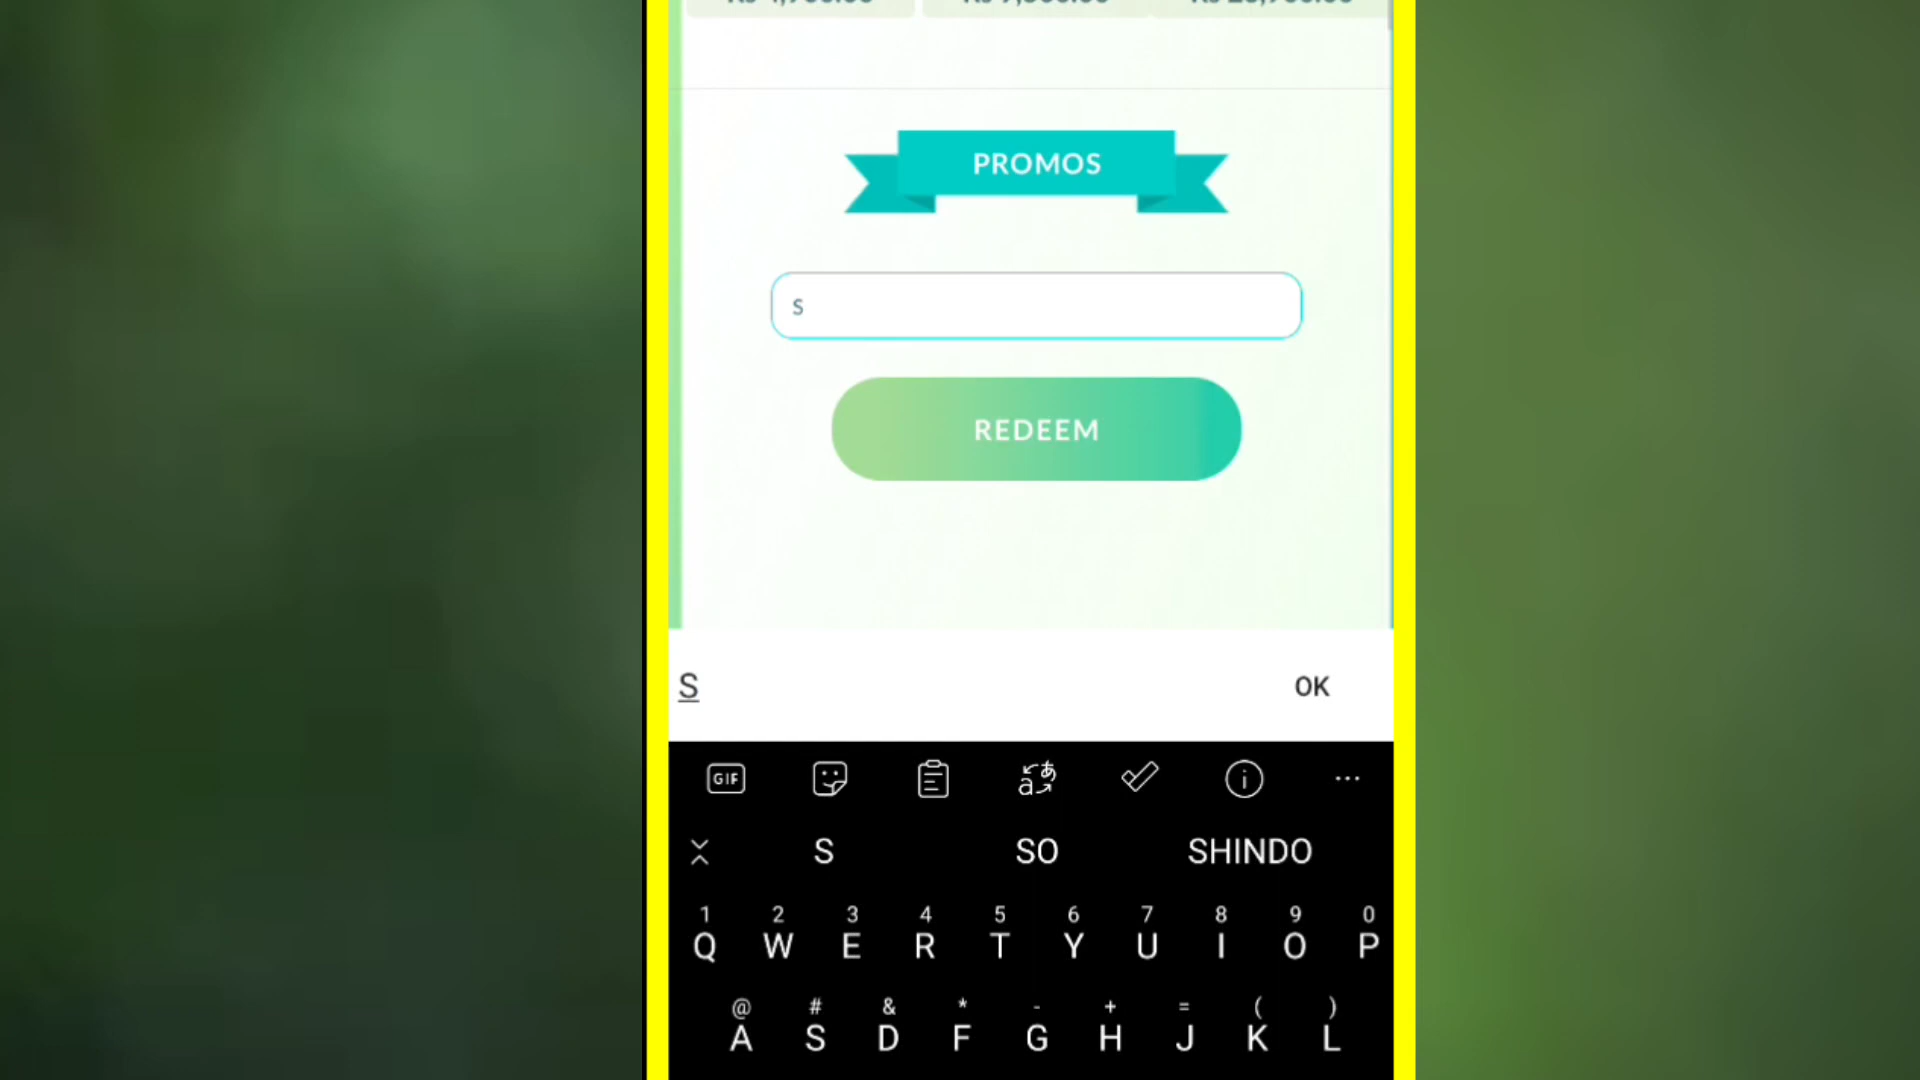 PROMOS
S
REDEEM
S OK
GIF
S SO SHINDO
1 2 3 4 5 6 7 8 9 0
Q W E R T Y U I O P
@ # & * - + = ( )
A S D F G H J K L